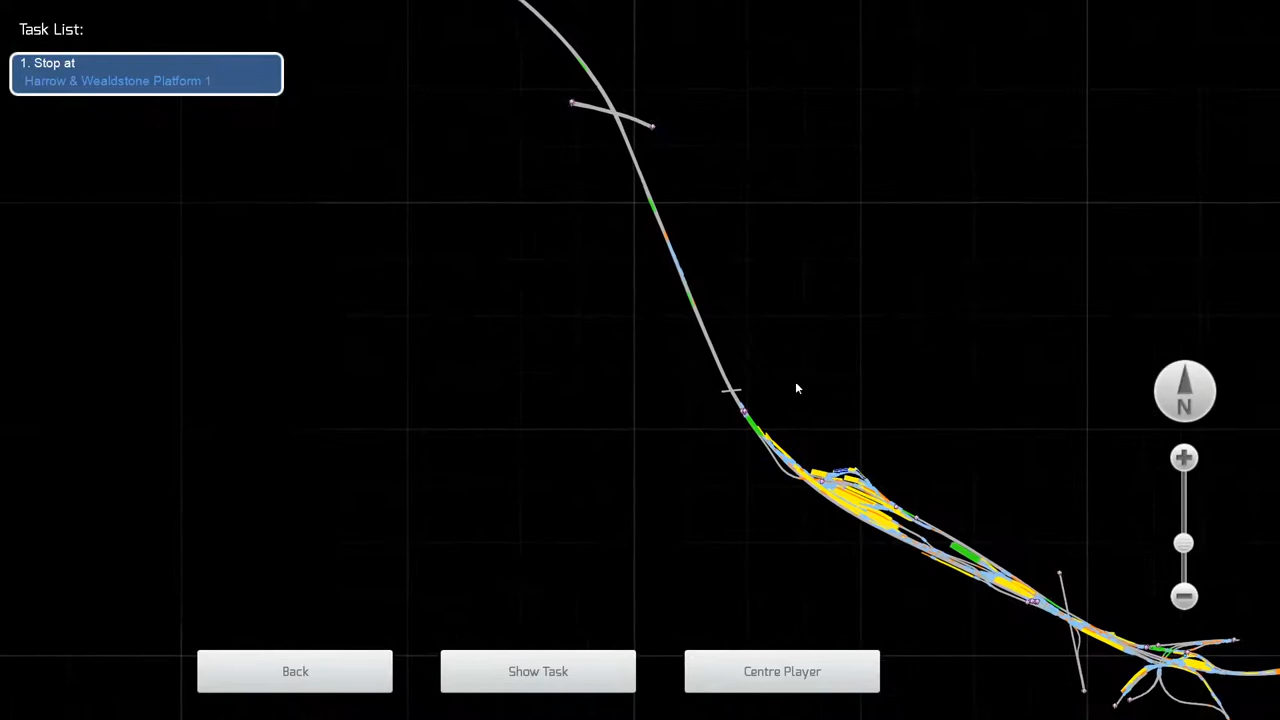 Task List:
1. Stop at
Harrow & Wealdstone Platform 1
N
Back
Show Task
Centre Player